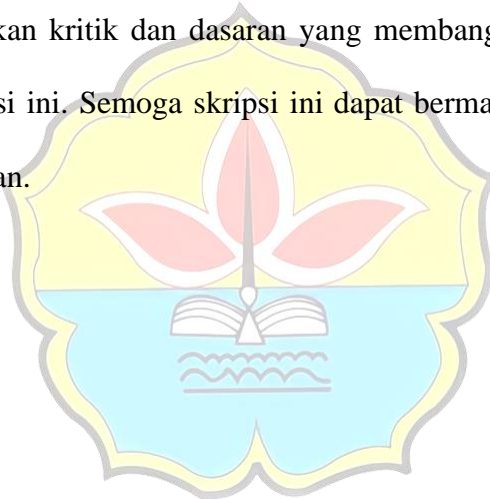 kan kritik dan dasaran yang membang
si ini. Semoga skripsi ini dapat berma
an.